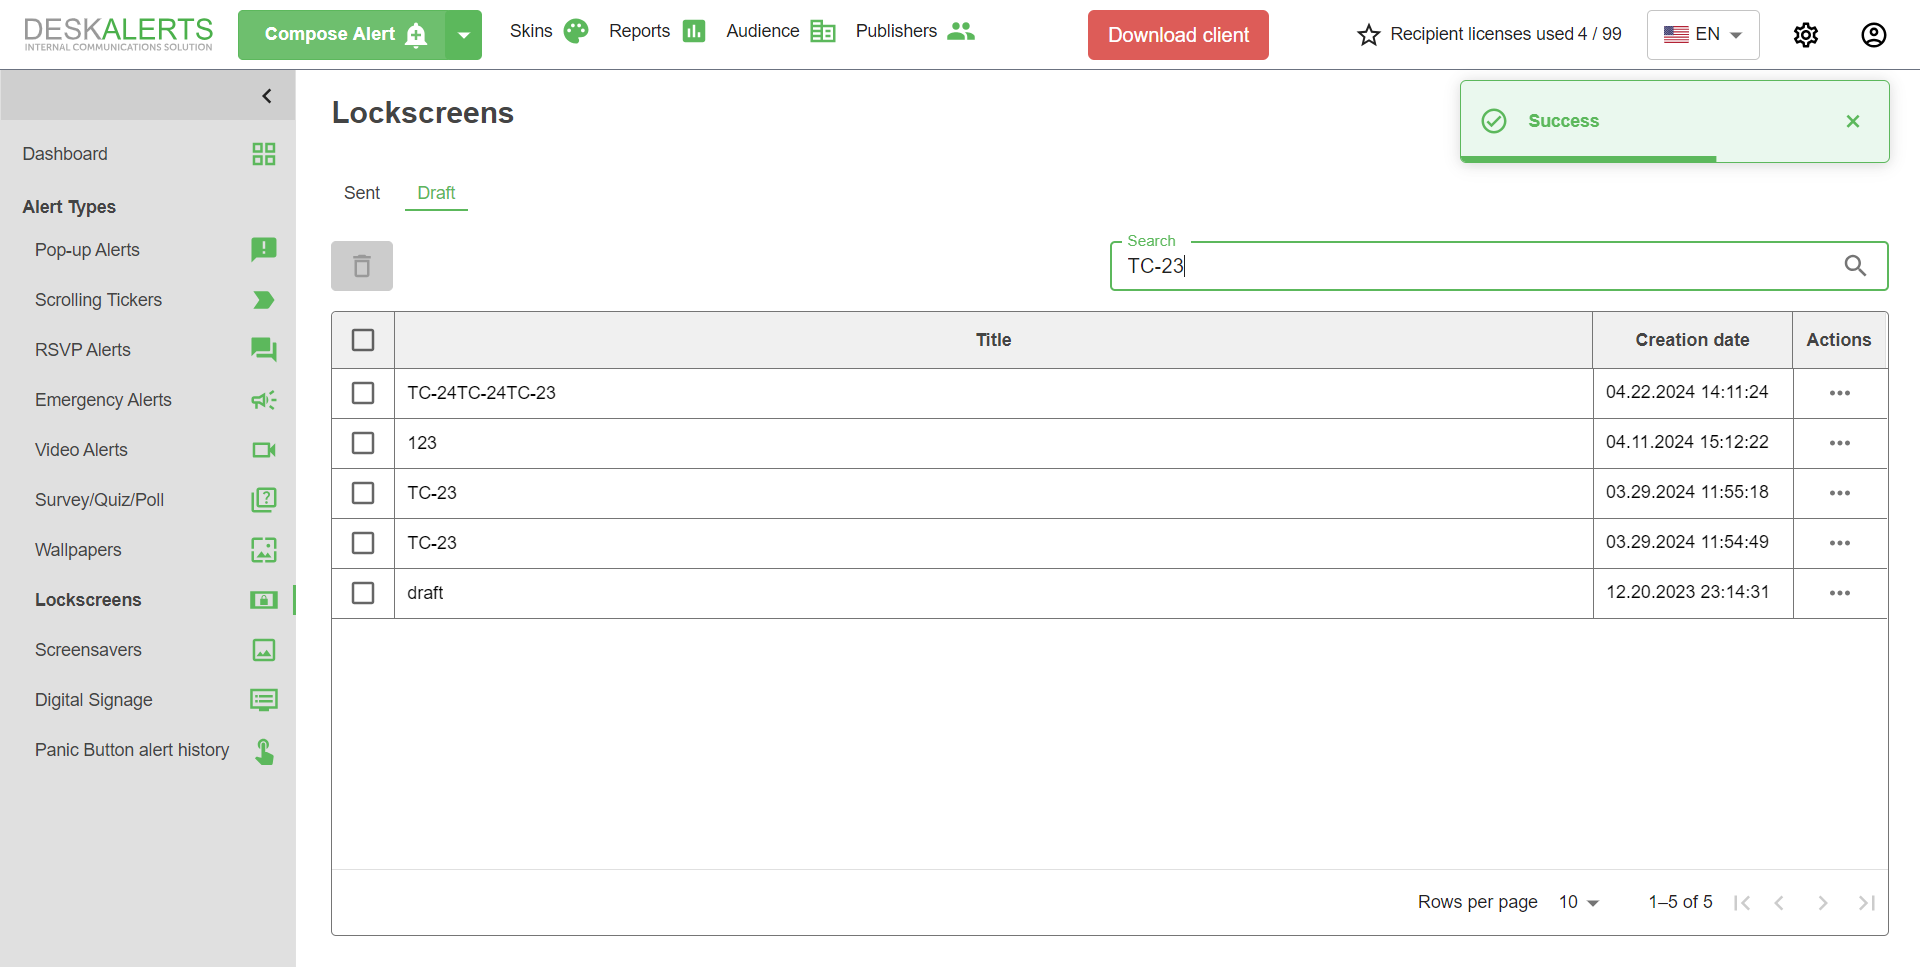 DESKALERTS
INTERNAL COMMUNICATIONS SOLUTION
Compose Alert
Skins
Reports
Audience
Publishers
Download client
Recipient licenses used 4 / 99
EN
Dashboard
Alert Types
Pop-up Alerts
Scrolling Tickers
RSVP Alerts
Emergency Alerts
Video Alerts
Survey/Quiz/Poll
Wallpapers
Lockscreens
Screensavers
Digital Signage
Panic Button alert history
Lockscreens
Success
Sent
Draft
Search
TC-23
Title
Creation date
Actions
TC-24TC-24TC-23
04.22.2024 14:11:24
123
04.11.2024 15:12:22
TC-23
03.29.2024 11:55:18
TC-23
03.29.2024 11:54:49
draft
12.20.2023 23:14:31
Rows per page
10
1–5 of 5